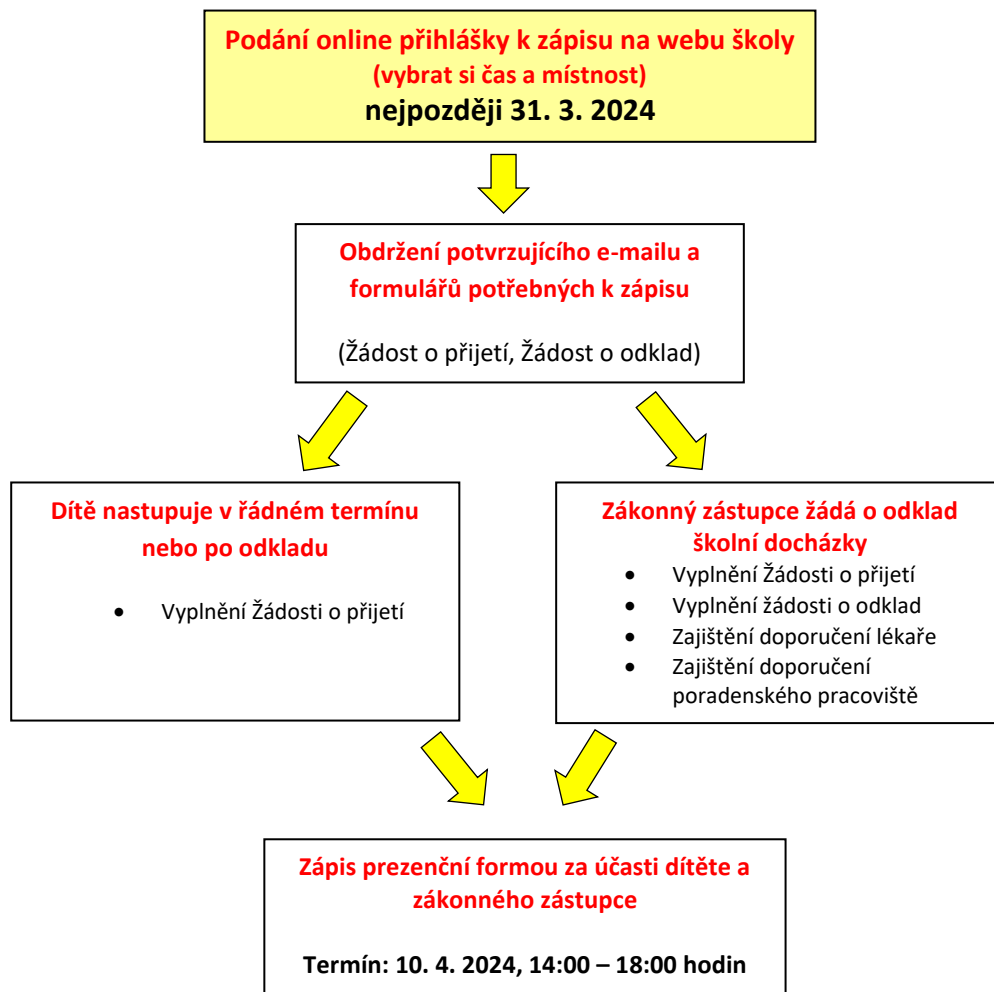 Podání online přihlášky k zápisu na webu školy
(vybrat si čas a místnost)
nejpozději 31. 3. 2024
Obdržení potvrzujícího e-mailu a
formulářů potřebných k zápisu
(Žádost o přijetí, Žádost o odklad)
Dítě nastupuje v řádném termínu
nebo po odkladu
• Vyplnění Žádosti o přijetí
Zákonný zástupce žádá o odklad
školní docházky
• Vyplnění Žádosti o přijetí
• Vyplnění žádosti o odklad
• Zajištění doporučení lékaře
• Zajištění doporučení
poradenského pracoviště
Zápis prezenční formou za účasti dítěte a
zákonného zástupce
Termín: 10. 4. 2024, 14:00 – 18:00 hodin